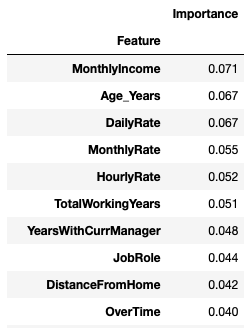 Importance
Feature
MonthlyIncome 0.071
Age_Years 0.067
DailyRate 0.067
MonthlyRate 0.055
HourlyRate 0.052
TotalWorkingYears 0.051
YearsWithCurrManager 0.048
JobRole 0.044
DistanceFromHome 0.042
OverTime 0.040